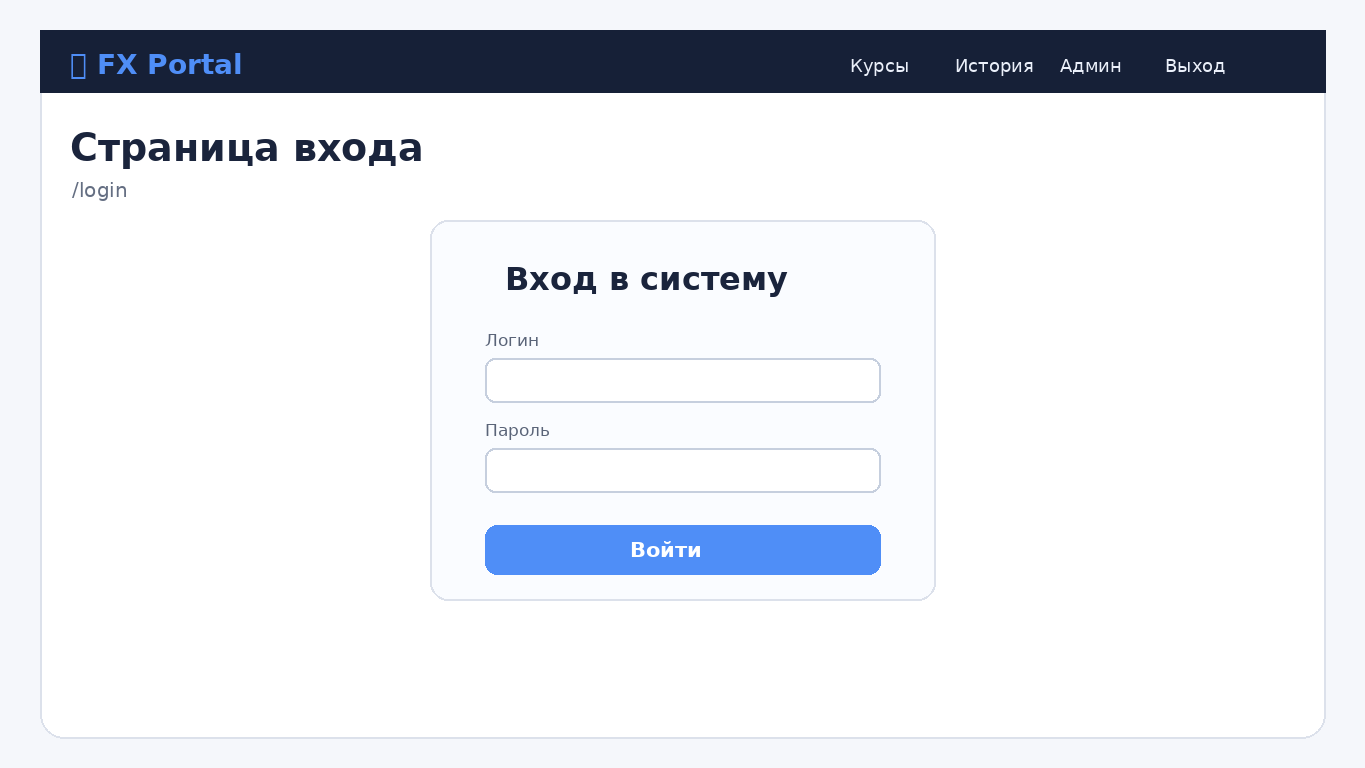 FX Portal Курсы История Админ Выход
Страница входа
/login
Вход в систему
Логин
Пароль
Войти